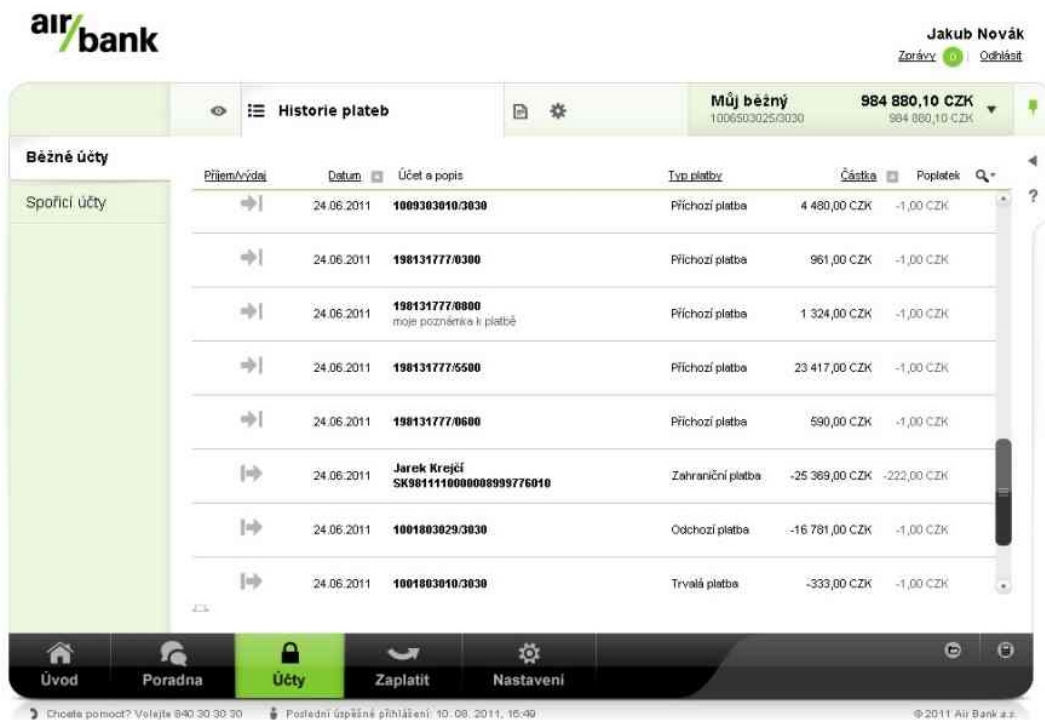 air/bank
Jakub Novák
Zprávy 0 Odhlásit
Historie plateb
Můj běžný 984 880,10 CZK
1006503025/3030 984 880,10 CZK
Běžné účty
Spořicí účty
Příjem/výdaj Datum Účet a popis Typ platby Částka Poplatek
24.06.2011 1009303010/3030 Příchozí platba 4 480,00 CZK -1,00 CZK
24.06.2011 198131777/0300 Příchozí platba 961,00 CZK -1,00 CZK
24.06.2011 198131777/0800 Příchozí platba 1 324,00 CZK -1,00 CZK
moje poznámka k platbě
24.06.2011 198131777/5500 Příchozí platba 23 417,00 CZK -1,00 CZK
24.06.2011 198131777/0600 Příchozí platba 590,00 CZK -1,00 CZK
24.06.2011 Jarek Krejčí Zahraniční platba -25 369,00 CZK -222,00 CZK
SK9811110000008999776010
24.06.2011 1001803029/3030 Odchozí platba -16 781,00 CZK -1,00 CZK
24.06.2011 1001803010/3030 Trvalá platba -333,00 CZK -1,00 CZK
Úvod Poradna Účty Zaplatit Nastavení
Chcete pomoct? Volejte 840 30 30 30 Poslední úspěšné přihlášení: 10. 08. 2011, 16:49 © 2011 Air Bank a.s.